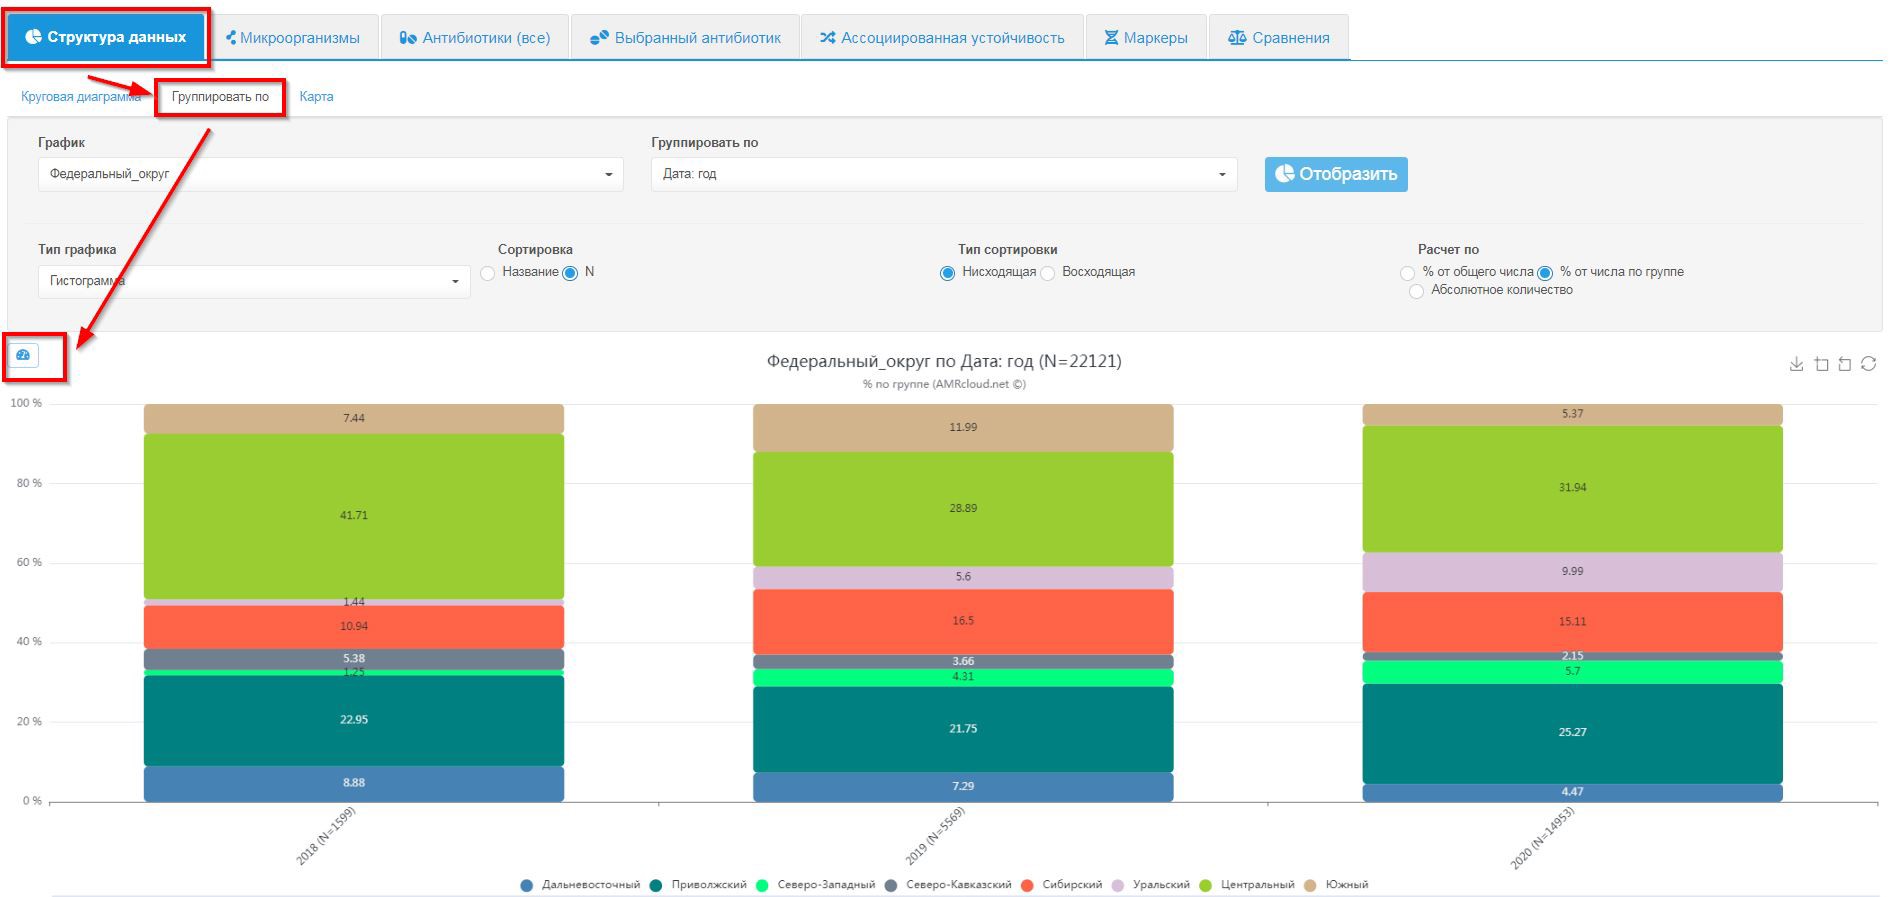 Структура данных
Микроорганизмы
Антибиотики (все)
Выбранный антибиотик
Ассоциированная устойчивость
Маркеры
Сравнения
Круговая диаграмма
Группировать по
Карта
График
Группировать по
Федеральный_округ
Дата: год
Отобразить
Тип графика
Сортировка
Тип сортировки
Расчет по
Гистограмма
Название
N
Нисходящая
Восходящая
% от общего числа
% от числа по группе
Абсолютное количество
Федеральный_округ по Дата: год (N=22121)
% по группе (AMRcloud.net ©)
100 %
80 %
60 %
40 %
20 %
0 %
7.44
41.71
1.44
10.94
5.38
1.25
22.95
8.88
11.99
28.89
5.6
16.5
3.66
4.31
21.75
7.29
5.37
31.94
9.99
15.11
2.15
5.7
25.27
4.47
2018 (N=1599)
2019 (N=5569)
2020 (N=14953)
Дальневосточный
Приволжский
Северо-Западный
Северо-Кавказский
Сибирский
Уральский
Центральный
Южный